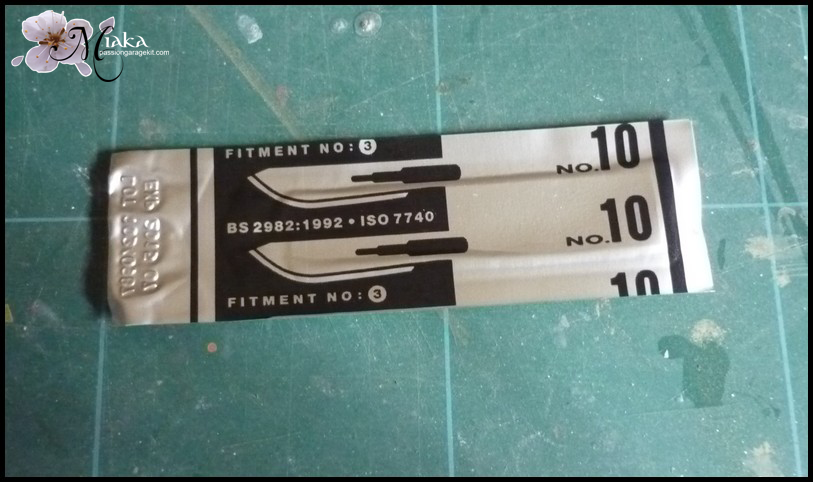 Miaka
passiongaragekit.com
FITMENT NO: 3
NO.10
BS 2982:1992 • ISO 7740
NO.10
FITMENT NO: 3
10